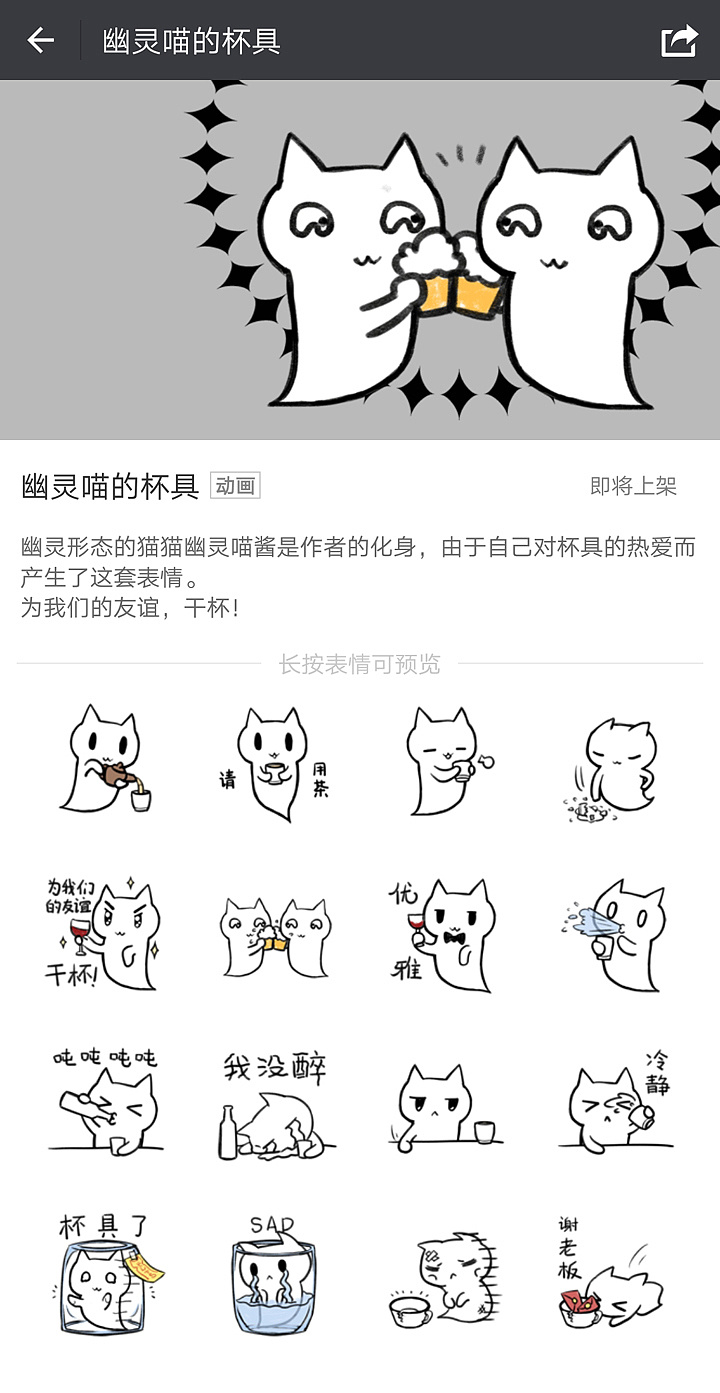 幽灵喵的杯具
幽灵喵的杯具 动画 即将上架
幽灵形态的猫猫幽灵喵酱是作者的化身，由于自己对杯具的热爱而
产生了这套表情。
为我们的友谊，干杯！
长按表情可预览
请 用茶
为我们
的友谊
干杯!
优
雅
吨吨吨吨
我没醉
冷
静
杯具了
SAD
谢
老
板